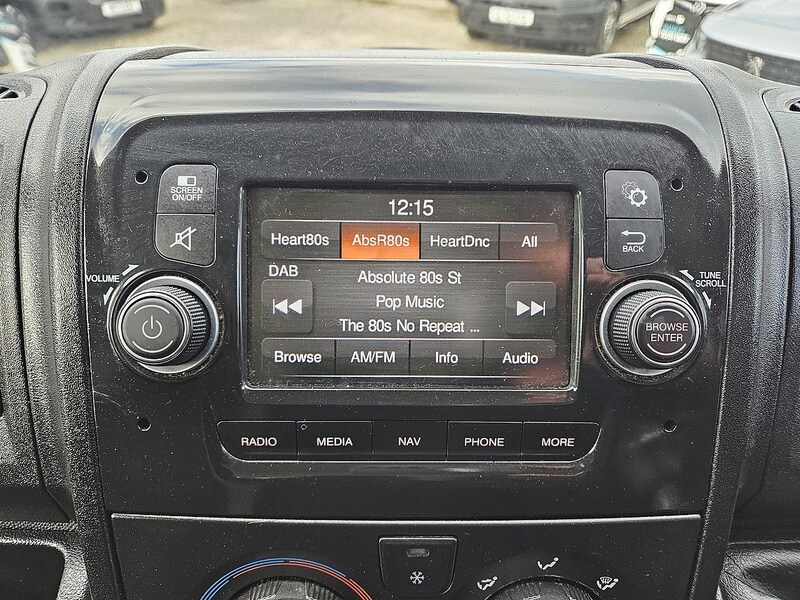 SCREEN
ON/OFF
12:15
Heart80s AbsR80s HeartDnc All
DAB
Absolute 80s St
Pop Music
The 80s No Repeat ...
Browse AM/FM Info Audio
BACK
VOLUME
TUNE
SCROLL
BROWSE
ENTER
RADIO MEDIA NAV PHONE MORE